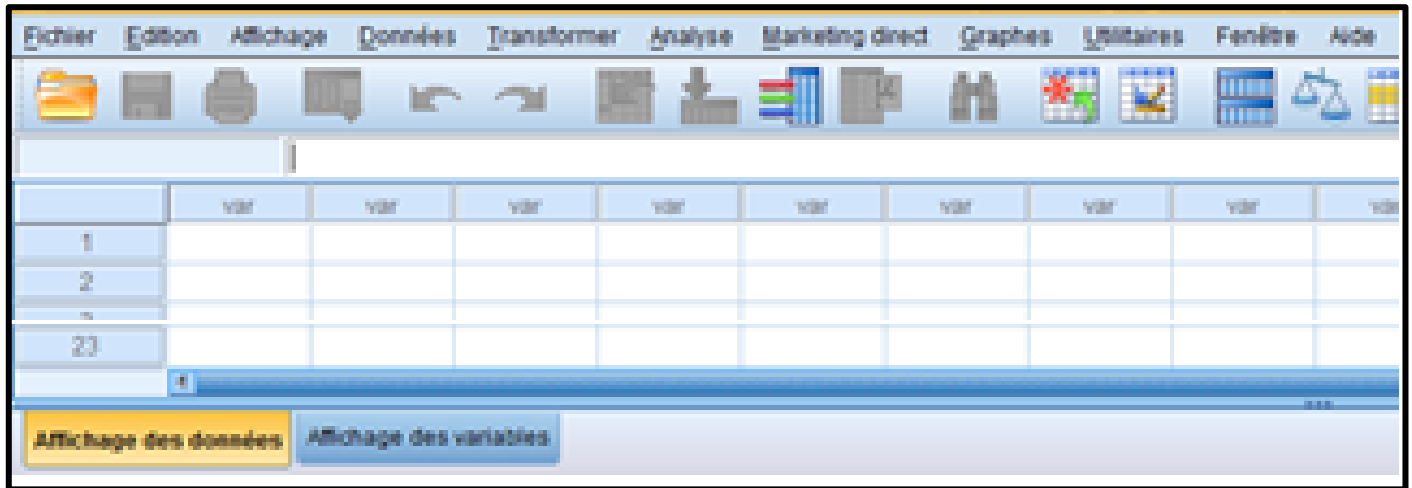 Fichier Edition Affichage Données Transformer Analyse Marketing direct Graphes Utilitaires Fenêtre Aide
var var var var var var var var
1
2
23
Affichage des données Affichage des variables